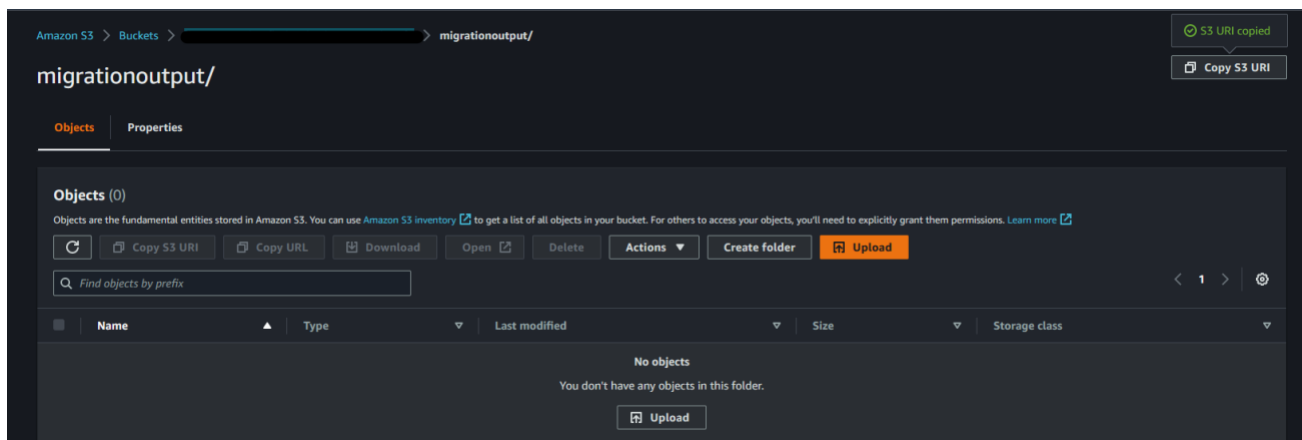 Amazon S3 > Buckets > > migrationoutput/
S3 URI copied
migrationoutput/
Copy S3 URI
Objects Properties
Objects (0)
Objects are the fundamental entities stored in Amazon S3. You can use Amazon S3 inventory to get a list of all objects in your bucket. For others to access your objects, you'll need to explicitly grant them permissions. Learn more
Copy S3 URI Copy URL Download Open Delete Actions Create folder Upload
Find objects by prefix
< 1 >
Name Type Last modified Size Storage class
No objects
You don't have any objects in this folder.
Upload